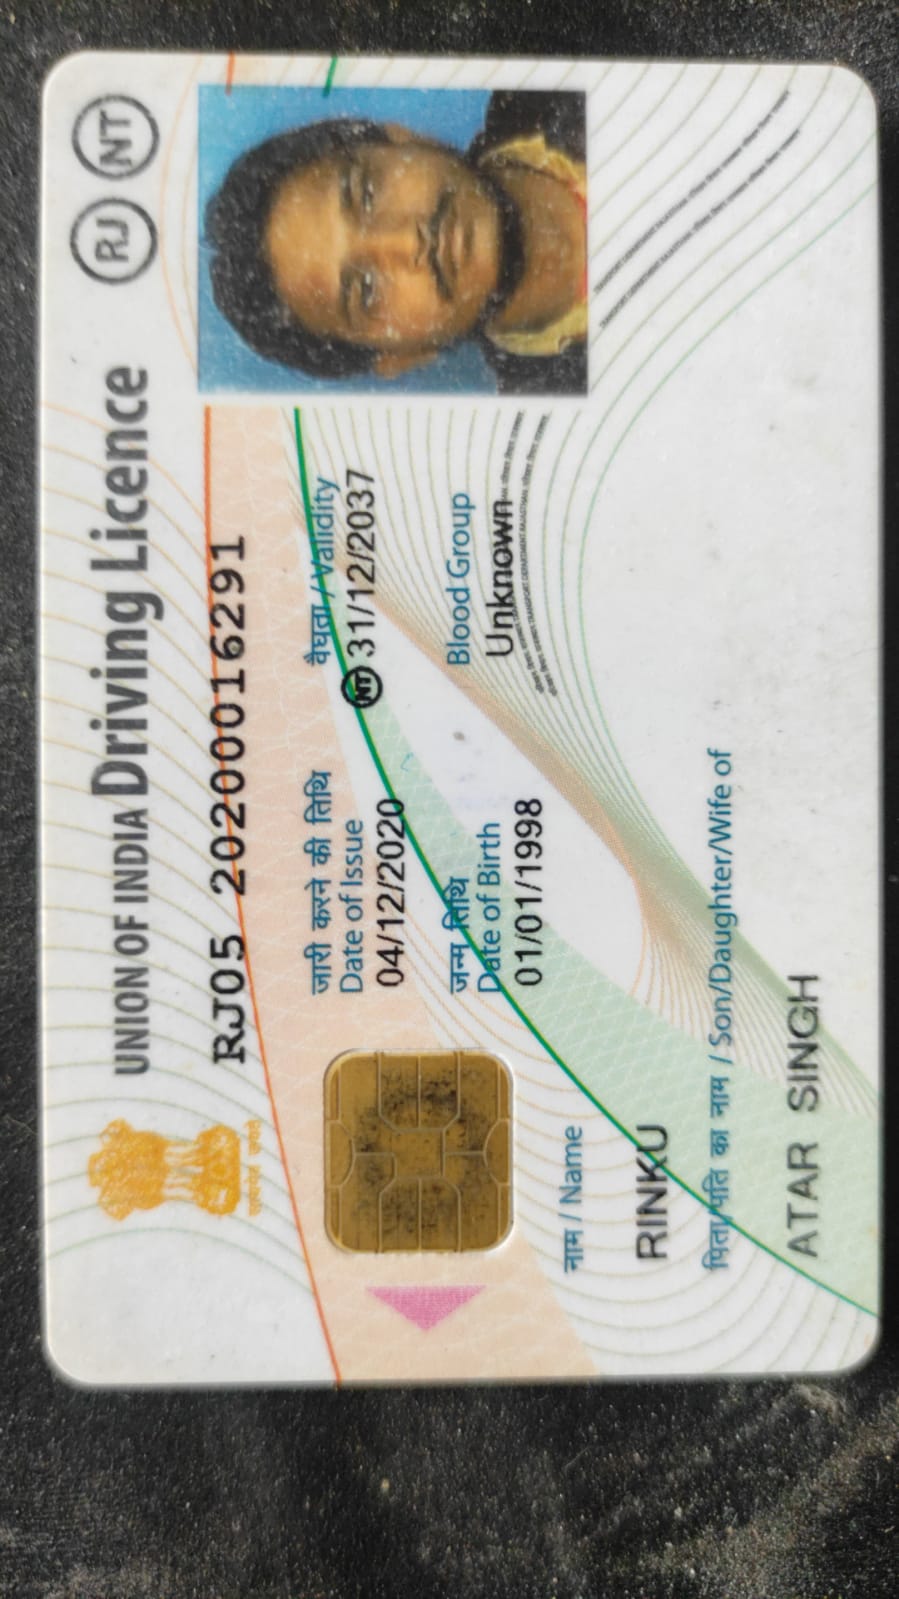 UNION OF INDIA Driving Licence RJ NT
सत्यमेव जयते
RJ05 20200016291
जारी करने की तिथि वैघता / Validity
Date of Issue NT 31/12/2037
04/12/2020
जन्म तिथि Blood Group
Date of Birth Unknown
01/01/1998
नाम / Name
RINKU
पिता/पति का नाम / Son/Daughter/Wife of
ATAR SINGH